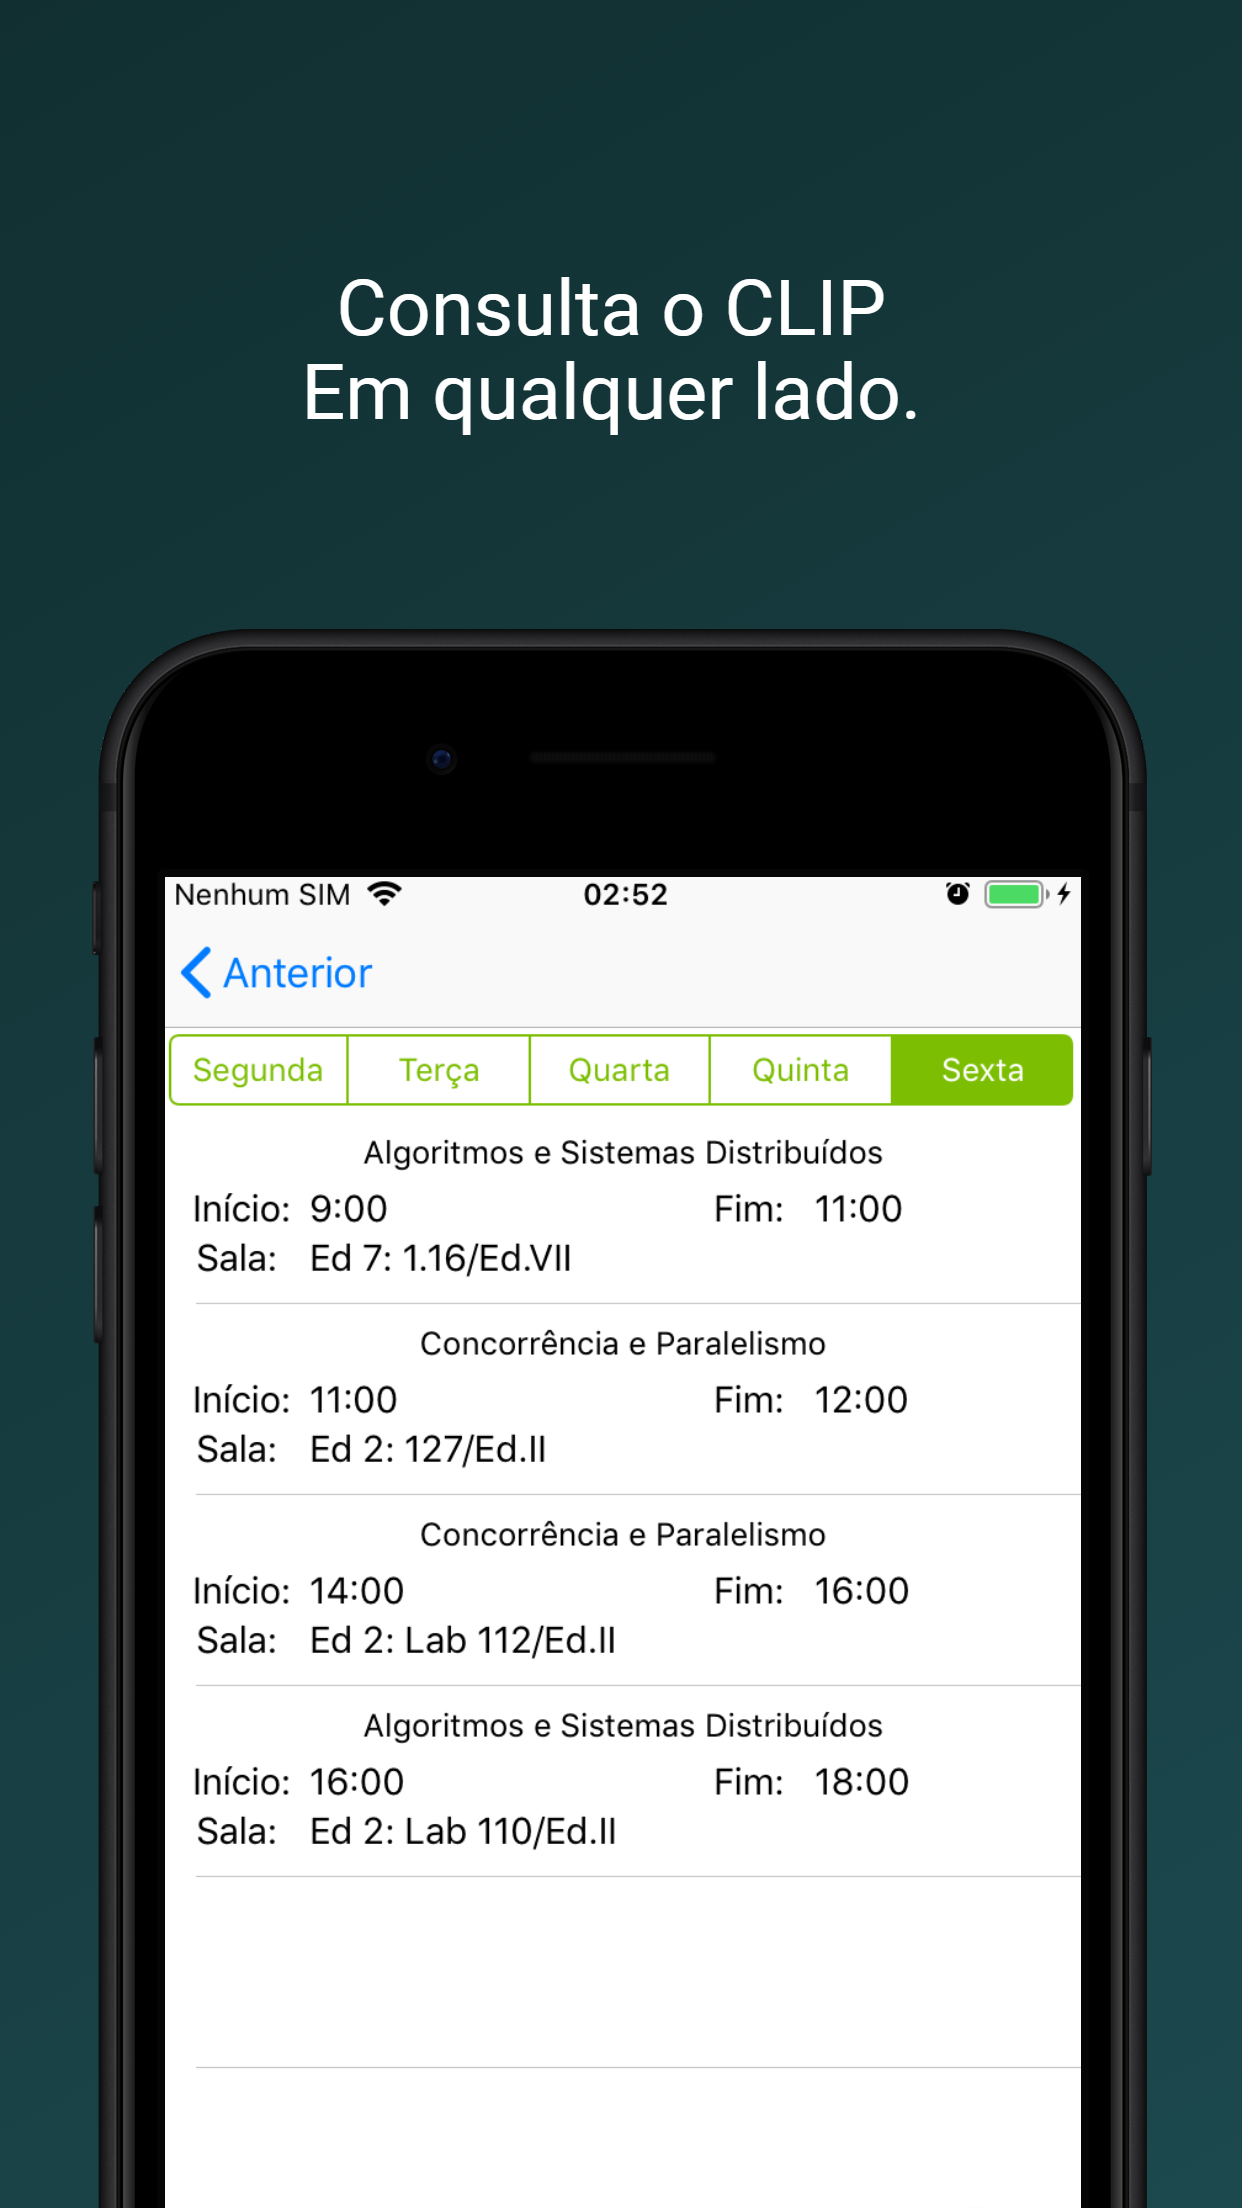 Consulta o CLIP
Em qualquer lado.
Nenhum SIM 02:52
Anterior
Segunda Terça Quarta Quinta Sexta
Algoritmos e Sistemas Distribuídos
Início: 9:00 Fim: 11:00
Sala: Ed 7: 1.16/Ed.VII
Concorrência e Paralelismo
Início: 11:00 Fim: 12:00
Sala: Ed 2: 127/Ed.II
Concorrência e Paralelismo
Início: 14:00 Fim: 16:00
Sala: Ed 2: Lab 112/Ed.II
Algoritmos e Sistemas Distribuídos
Início: 16:00 Fim: 18:00
Sala: Ed 2: Lab 110/Ed.II